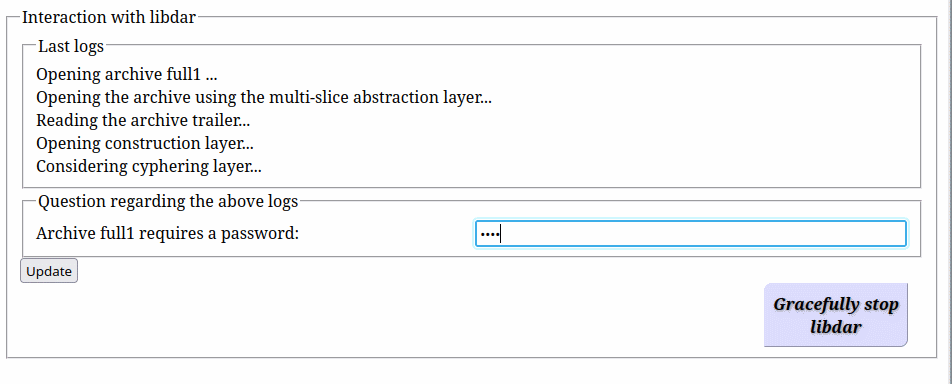 Interaction with libdar
Last logs
Opening archive full1 ...
Opening the archive using the multi-slice abstraction layer...
Reading the archive trailer...
Opening construction layer...
Considering cyphering layer...
Question regarding the above logs
Archive full1 requires a password: ••••
Update
Gracefully stop
libdar